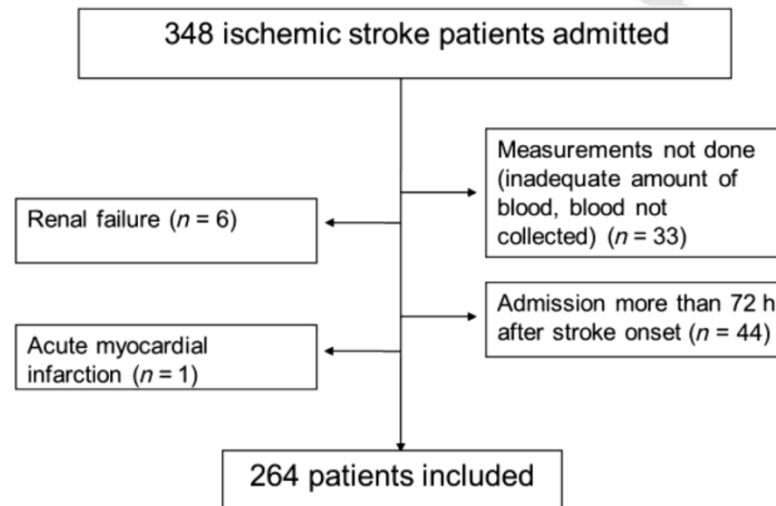 348 ischemic stroke patients admitted
Measurements not done
(inadequate amount of
blood, blood not
collected) (n = 33)
Renal failure (n = 6)
Admission more than 72 h
after stroke onset (n = 44)
Acute myocardial
infarction (n = 1)
264 patients included